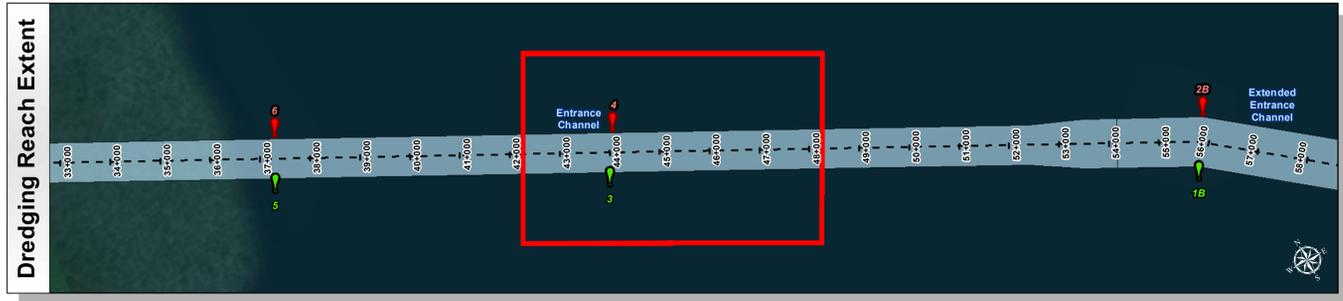 Dredging Reach Extent
6
Entrance
Channel
4
2B
Extended
Entrance
Channel
33+000
34+000
35+000
36+000
37+000
38+000
39+000
40+000
41+000
42+000
43+000
44+000
45+000
46+000
47+000
48+000
49+000
50+000
51+000
52+000
53+000
54+000
55+000
56+000
57+000
58+000
5
3
1B
N
E
W
S